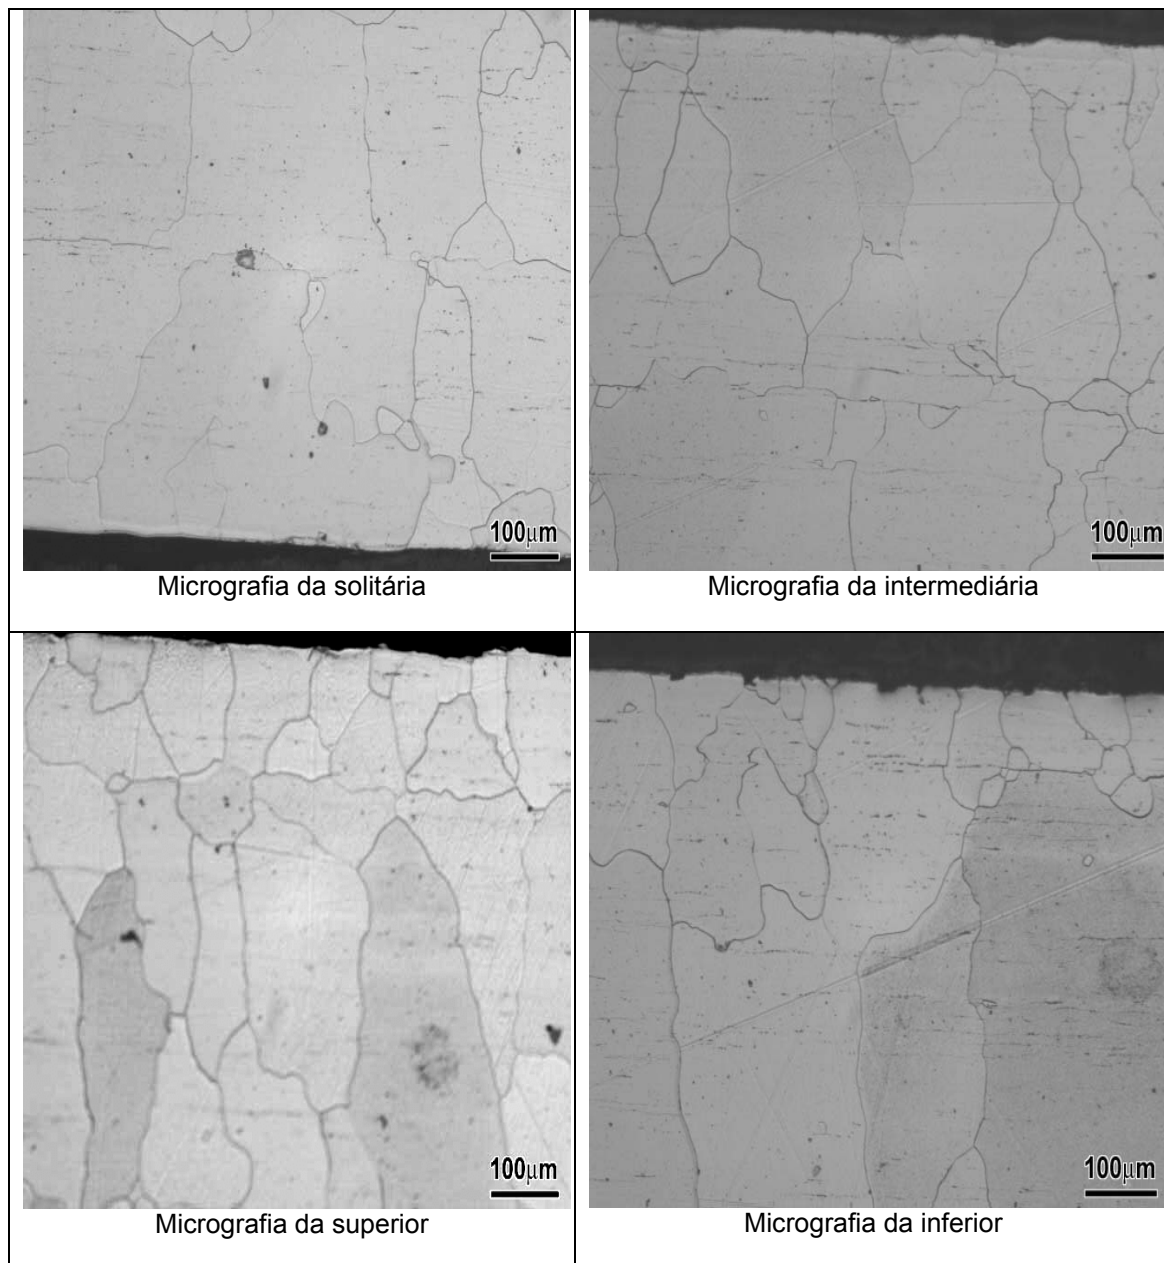 100µm
100µm
Micrografia da solitária
Micrografia da intermediária
100µm
100µm
Micrografia da superior
Micrografia da inferior